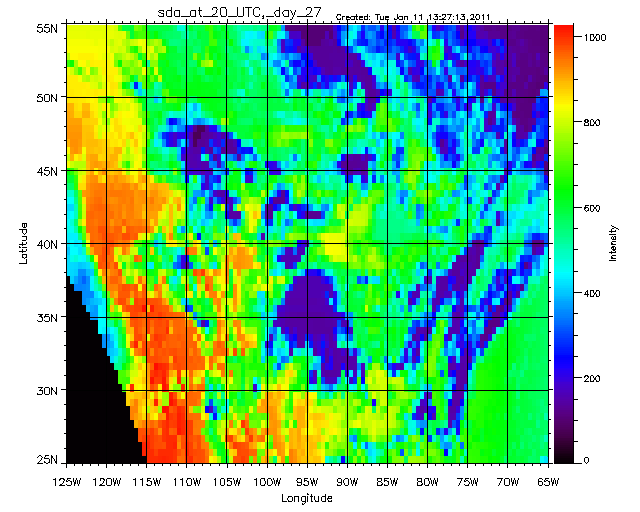 sda_at_20_UTC,_day_27 Created: Tue Jan 11 13:27:13 2011
55N
50N
45N
40N
35N
30N
25N
Latitude
125W 120W 115W 110W 105W 100W 95W 90W 85W 80W 75W 70W 65W
Longitude
1000
800
600
400
200
0
Intensity